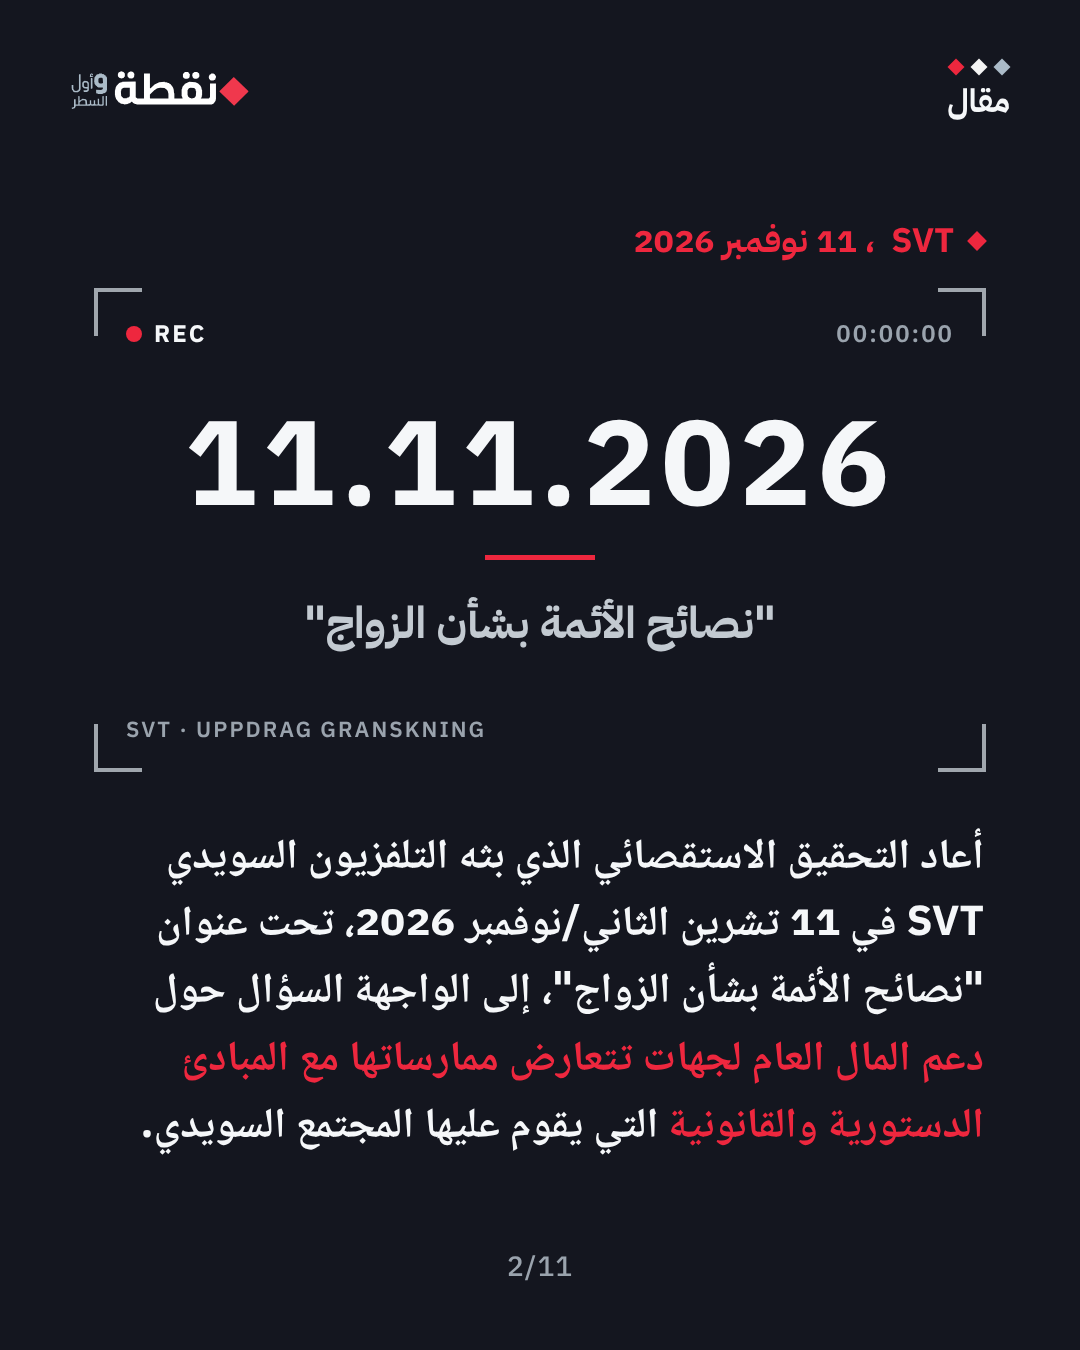 مقال
نقطة وأول السطر
SVT ، 11 نوفمبر 2026
REC
00:00:00
11.11.2026
"نصائح الأئمة بشأن الزواج"
SVT · UPPDRAG GRANSKNING
أعاد التحقيق الاستقصائي الذي بثه التلفزيون السويدي
SVT في 11 تشرين الثاني/نوفمبر 2026، تحت عنوان
"نصائح الأئمة بشأن الزواج"، إلى الواجهة السؤال حول
دعم المال العام لجهات تتعارض ممارساتها مع المبادئ
الدستورية والقانونية التي يقوم عليها المجتمع السويدي.
2/11